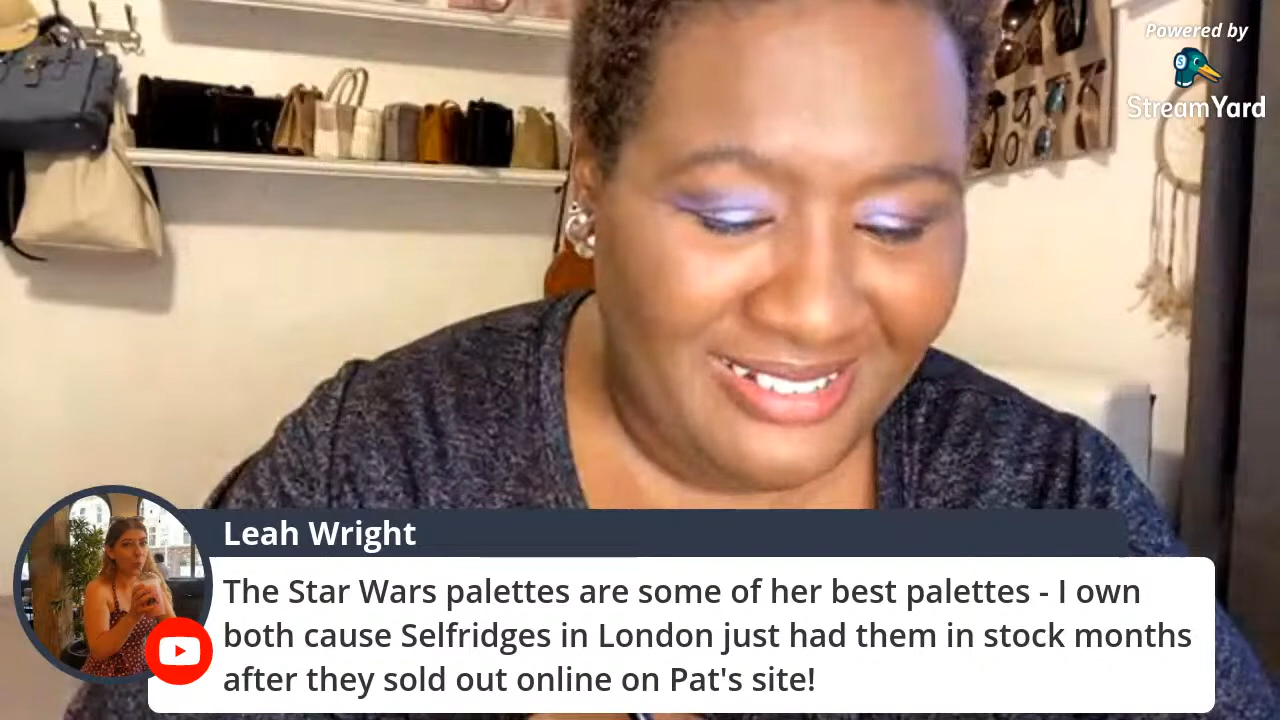 Powered by
StreamYard
Leah Wright
The Star Wars palettes are some of her best palettes - I own
both cause Selfridges in London just had them in stock months
after they sold out online on Pat's site!